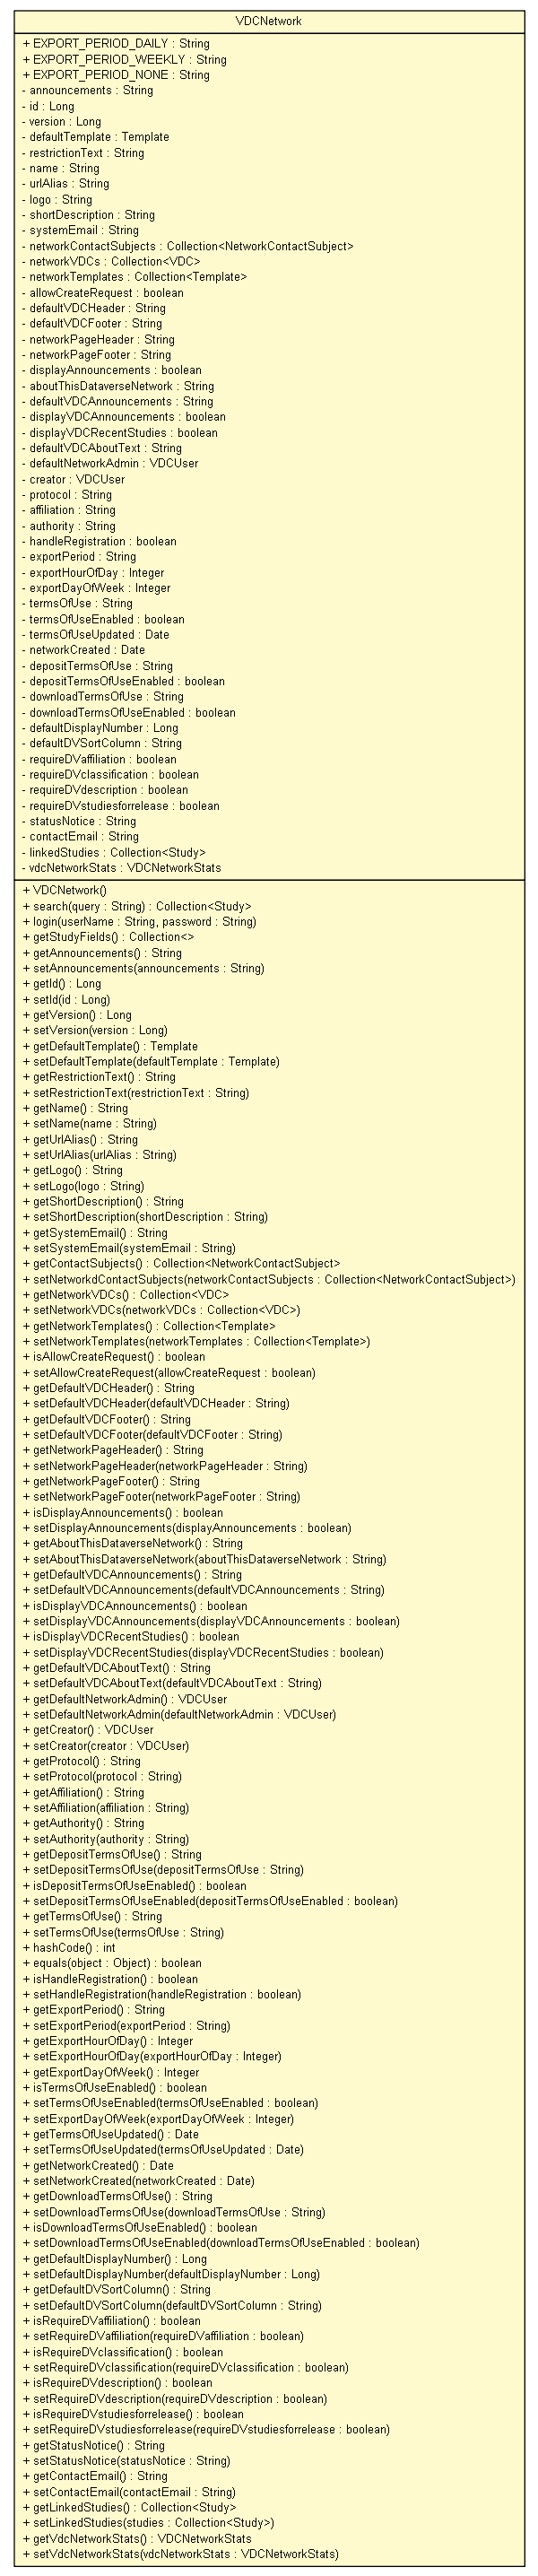 VDCNetwork
+ EXPORT_PERIOD_DAILY : String
+ EXPORT_PERIOD_WEEKLY : String
+ EXPORT_PERIOD_NONE : String
- announcements : String
- id : Long
- version : Long
- defaultTemplate : Template
- restrictionText : String
- name : String
- urlAlias : String
- logo : String
- shortDescription : String
- systemEmail : String
- networkContactSubjects : Collection<NetworkContactSubject>
- networkVDCs : Collection<VDC>
- networkTemplates : Collection<Template>
- allowCreateRequest : boolean
- defaultVDCHeader : String
- defaultVDCFooter : String
- networkPageHeader : String
- networkPageFooter : String
- displayAnnouncements : boolean
- aboutThisDataverseNetwork : String
- defaultVDCAnnouncements : String
- displayVDCAnnouncements : boolean
- displayVDCRecentStudies : boolean
- defaultVDCAboutText : String
- defaultNetworkAdmin : VDCUser
- creator : VDCUser
- protocol : String
- affiliation : String
- authority : String
- handleRegistration : boolean
- exportPeriod : String
- exportHourOfDay : Integer
- exportDayOfWeek : Integer
- termsOfUse : String
- termsOfUseEnabled : boolean
- termsOfUseUpdated : Date
- networkCreated : Date
- depositTermsOfUse : String
- depositTermsOfUseEnabled : boolean
- downloadTermsOfUse : String
- downloadTermsOfUseEnabled : boolean
- defaultDisplayNumber : Long
- defaultDVSortColumn : String
- requireDVaffiliation : boolean
- requireDVclassification : boolean
- requireDVdescription : boolean
- requireDVstudiesforrelease : boolean
- statusNotice : String
- contactEmail : String
- linkedStudies : Collection<Study>
- vdcNetworkStats : VDCNetworkStats
+ VDCNetwork()
+ search(query : String) : Collection<Study>
+ login(userName : String, password : String)
+ getStudyFields() : Collection<>
+ getAnnouncements() : String
+ setAnnouncements(announcements : String)
+ getId() : Long
+ setId(id : Long)
+ getVersion() : Long
+ setVersion(version : Long)
+ getDefaultTemplate() : Template
+ setDefaultTemplate(defaultTemplate : Template)
+ getRestrictionText() : String
+ setRestrictionText(restrictionText : String)
+ getName() : String
+ setName(name : String)
+ getUrlAlias() : String
+ setUrlAlias(urlAlias : String)
+ getLogo() : String
+ setLogo(logo : String)
+ getShortDescription() : String
+ setShortDescription(shortDescription : String)
+ getSystemEmail() : String
+ setSystemEmail(systemEmail : String)
+ getContactSubjects() : Collection<NetworkContactSubject>
+ setNetworkdContactSubjects(networkContactSubjects : Collection<NetworkContactSubject>)
+ getNetworkVDCs() : Collection<VDC>
+ setNetworkVDCs(networkVDCs : Collection<VDC>)
+ getNetworkTemplates() : Collection<Template>
+ setNetworkTemplates(networkTemplates : Collection<Template>)
+ isAllowCreateRequest() : boolean
+ setAllowCreateRequest(allowCreateRequest : boolean)
+ getDefaultVDCHeader() : String
+ setDefaultVDCHeader(defaultVDCHeader : String)
+ getDefaultVDCFooter() : String
+ setDefaultVDCFooter(defaultVDCFooter : String)
+ getNetworkPageHeader() : String
+ setNetworkPageHeader(networkPageHeader : String)
+ getNetworkPageFooter() : String
+ setNetworkPageFooter(networkPageFooter : String)
+ isDisplayAnnouncements() : boolean
+ setDisplayAnnouncements(displayAnnouncements : boolean)
+ getAboutThisDataverseNetwork() : String
+ setAboutThisDataverseNetwork(aboutThisDataverseNetwork : String)
+ getDefaultVDCAnnouncements() : String
+ setDefaultVDCAnnouncements(defaultVDCAnnouncements : String)
+ isDisplayVDCAnnouncements() : boolean
+ setDisplayVDCAnnouncements(displayVDCAnnouncements : boolean)
+ isDisplayVDCRecentStudies() : boolean
+ setDisplayVDCRecentStudies(displayVDCRecentStudies : boolean)
+ getDefaultVDCAboutText() : String
+ setDefaultVDCAboutText(defaultVDCAboutText : String)
+ getDefaultNetworkAdmin() : VDCUser
+ setDefaultNetworkAdmin(defaultNetworkAdmin : VDCUser)
+ getCreator() : VDCUser
+ setCreator(creator : VDCUser)
+ getProtocol() : String
+ setProtocol(protocol : String)
+ getAffiliation() : String
+ setAffiliation(affiliation : String)
+ getAuthority() : String
+ setAuthority(authority : String)
+ getDepositTermsOfUse() : String
+ setDepositTermsOfUse(depositTermsOfUse : String)
+ isDepositTermsOfUseEnabled() : boolean
+ setDepositTermsOfUseEnabled(depositTermsOfUseEnabled : boolean)
+ getTermsOfUse() : String
+ setTermsOfUse(termsOfUse : String)
+ hashCode() : int
+ equals(object : Object) : boolean
+ isHandleRegistration() : boolean
+ setHandleRegistration(handleRegistration : boolean)
+ getExportPeriod() : String
+ setExportPeriod(exportPeriod : String)
+ getExportHourOfDay() : Integer
+ setExportHourOfDay(exportHourOfDay : Integer)
+ getExportDayOfWeek() : Integer
+ isTermsOfUseEnabled() : boolean
+ setTermsOfUseEnabled(termsOfUseEnabled : boolean)
+ setExportDayOfWeek(exportDayOfWeek : Integer)
+ getTermsOfUseUpdated() : Date
+ setTermsOfUseUpdated(termsOfUseUpdated : Date)
+ getNetworkCreated() : Date
+ setNetworkCreated(networkCreated : Date)
+ getDownloadTermsOfUse() : String
+ setDownloadTermsOfUse(downloadTermsOfUse : String)
+ isDownloadTermsOfUseEnabled() : boolean
+ setDownloadTermsOfUseEnabled(downloadTermsOfUseEnabled : boolean)
+ getDefaultDisplayNumber() : Long
+ setDefaultDisplayNumber(defaultDisplayNumber : Long)
+ getDefaultDVSortColumn() : String
+ setDefaultDVSortColumn(defaultDVSortColumn : String)
+ isRequireDVaffiliation() : boolean
+ setRequireDVaffiliation(requireDVaffiliation : boolean)
+ isRequireDVclassification() : boolean
+ setRequireDVclassification(requireDVclassification : boolean)
+ isRequireDVdescription() : boolean
+ setRequireDVdescription(requireDVdescription : boolean)
+ isRequireDVstudiesforrelease() : boolean
+ setRequireDVstudiesforrelease(requireDVstudiesforrelease : boolean)
+ getStatusNotice() : String
+ setStatusNotice(statusNotice : String)
+ getContactEmail() : String
+ setContactEmail(contactEmail : String)
+ getLinkedStudies() : Collection<Study>
+ setLinkedStudies(studies : Collection<Study>)
+ getVdcNetworkStats() : VDCNetworkStats
+ setVdcNetworkStats(vdcNetworkStats : VDCNetworkStats)